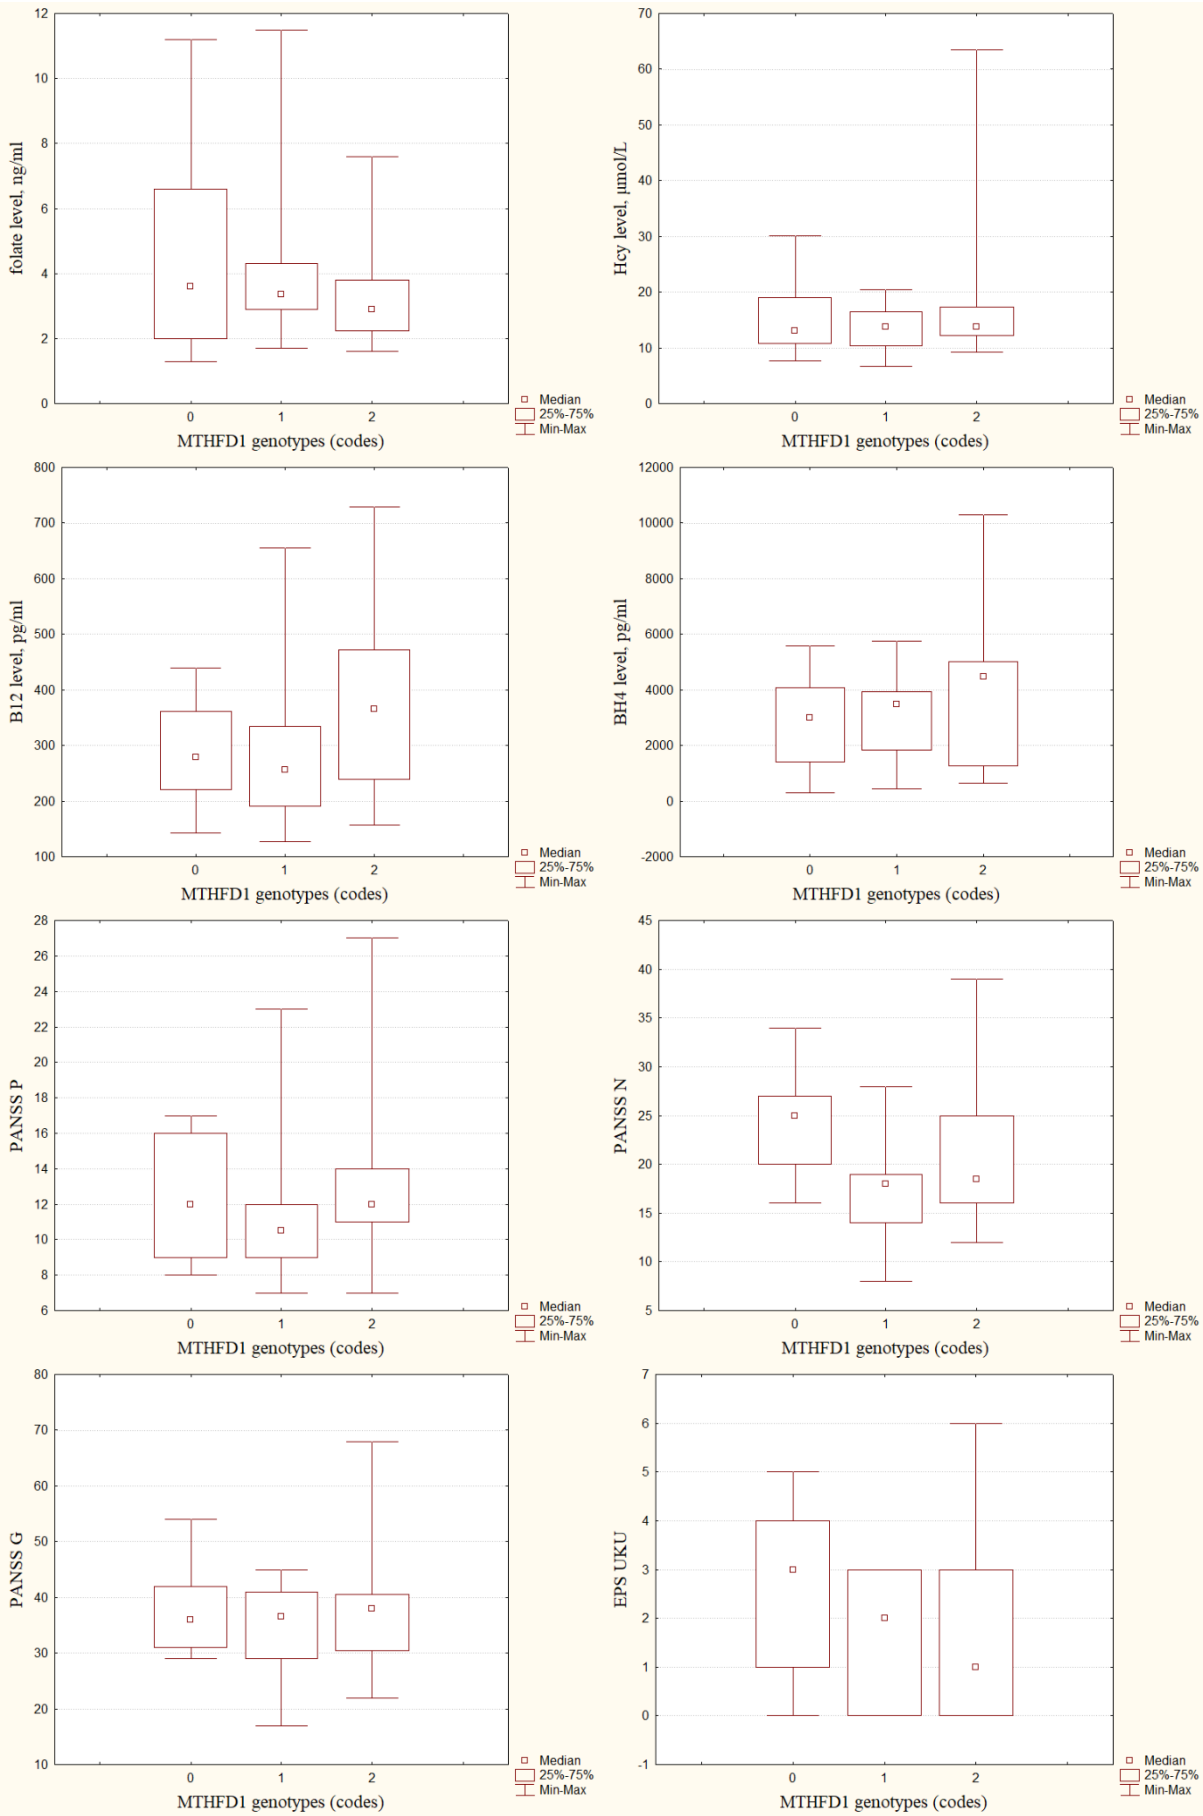 12
10
8
6
4
2
0
folate level, ng/ml
0 1 2
MTHFD1 genotypes (codes)
Median
25%-75%
Min-Max
70
60
50
40
30
20
10
0
Hcy level, µmol/L
0 1 2
MTHFD1 genotypes (codes)
Median
25%-75%
Min-Max
800
700
600
500
400
300
200
100
B12 level, pg/ml
0 1 2
MTHFD1 genotypes (codes)
Median
25%-75%
Min-Max
12000
10000
8000
6000
4000
2000
0
-2000
BH4 level, pg/ml
0 1 2
MTHFD1 genotypes (codes)
Median
25%-75%
Min-Max
28
26
24
22
20
18
16
14
12
10
8
6
PANSS P
0 1 2
MTHFD1 genotypes (codes)
Median
25%-75%
Min-Max
45
40
35
30
25
20
15
10
5
PANSS N
0 1 2
MTHFD1 genotypes (codes)
Median
25%-75%
Min-Max
80
70
60
50
40
30
20
10
PANSS G
0 1 2
MTHFD1 genotypes (codes)
Median
25%-75%
Min-Max
7
6
5
4
3
2
1
0
-1
EPS UKU
0 1 2
MTHFD1 genotypes (codes)
Median
25%-75%
Min-Max